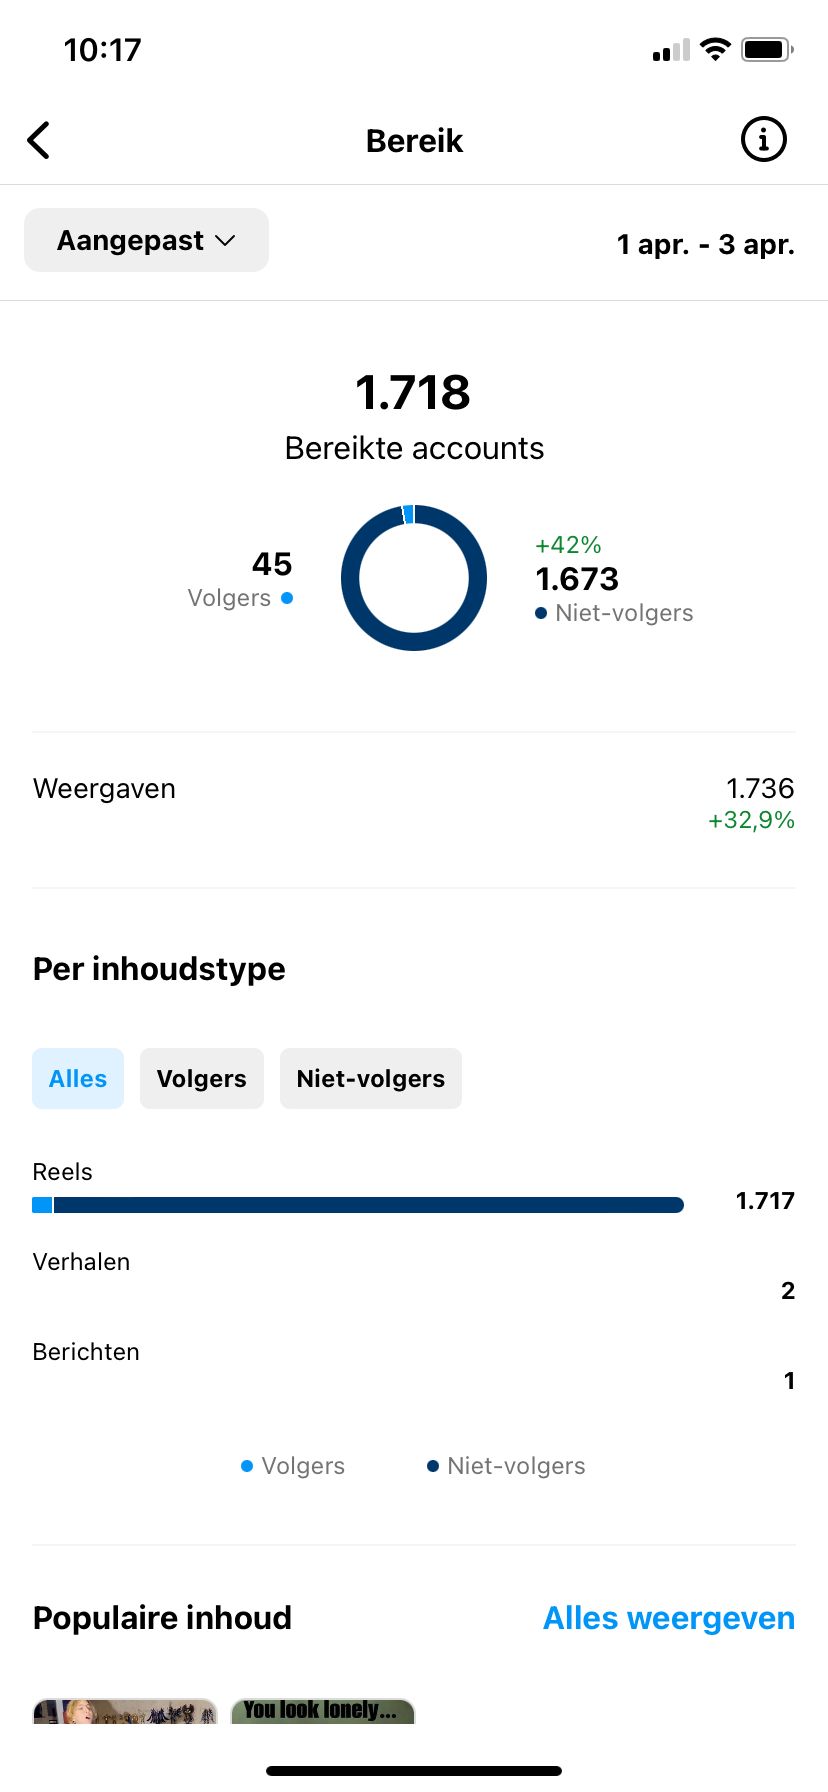 10:17
Bereik
Aangepast
1 apr. - 3 apr.
1.718
Bereikte accounts
45
Volgers
+42%
1.673
Niet-volgers
Weergaven
1.736
+32,9%
Per inhoudstype
Alles
Volgers
Niet-volgers
Reels
1.717
Verhalen
2
Berichten
1
Volgers
Niet-volgers
Populaire inhoud
Alles weergeven
You look lonely...